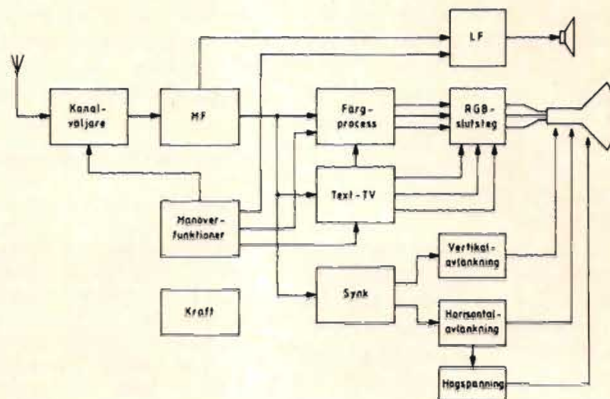 LF
Kanal-
väljare
MF
Färg-
process
RGB-
slutsteg
Text-TV
Manöver-
funktioner
Vertikal-
avlänkning
Synk
Kraft
Horisontal-
avlänkning
Högspänning